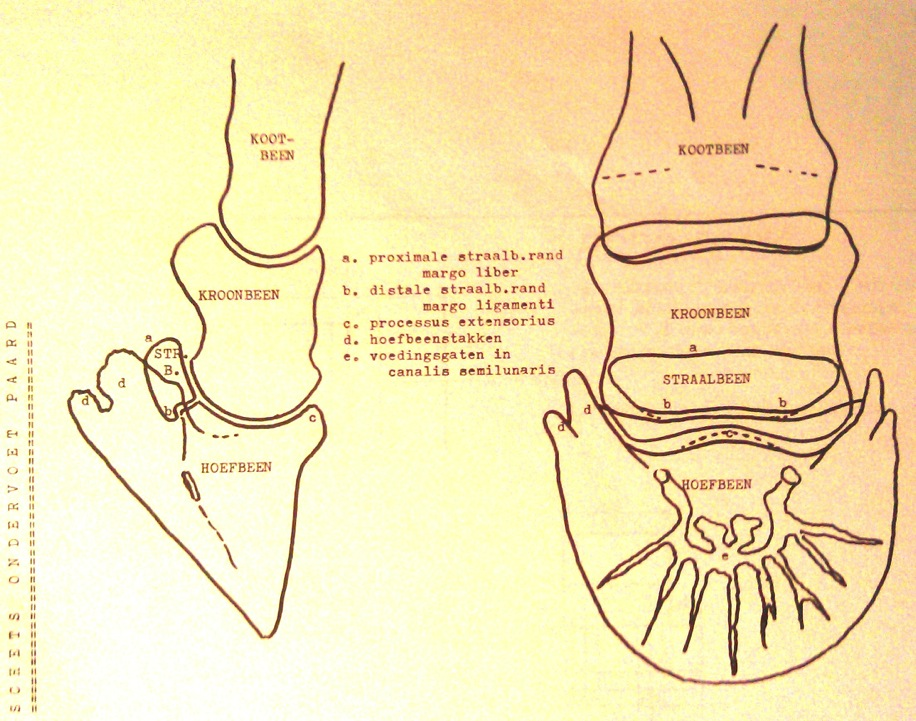 SCHETS ONDERVOET PAARD
KOOT-
BEEN
KROONBEEN
a
STR.
B.
d
d
b
c
HOEFBEEN
a. proximale straalb.rand
margo liber
b. distale straalb.rand
margo ligamenti
c. processus extensorius
d. hoefbeenstakken
e. voedingsgaten in
canalis semilunaris
KOOTBEEN
KROONBEEN
a
STRAALBEEN
b b
d
d
c
HOEFBEEN
e